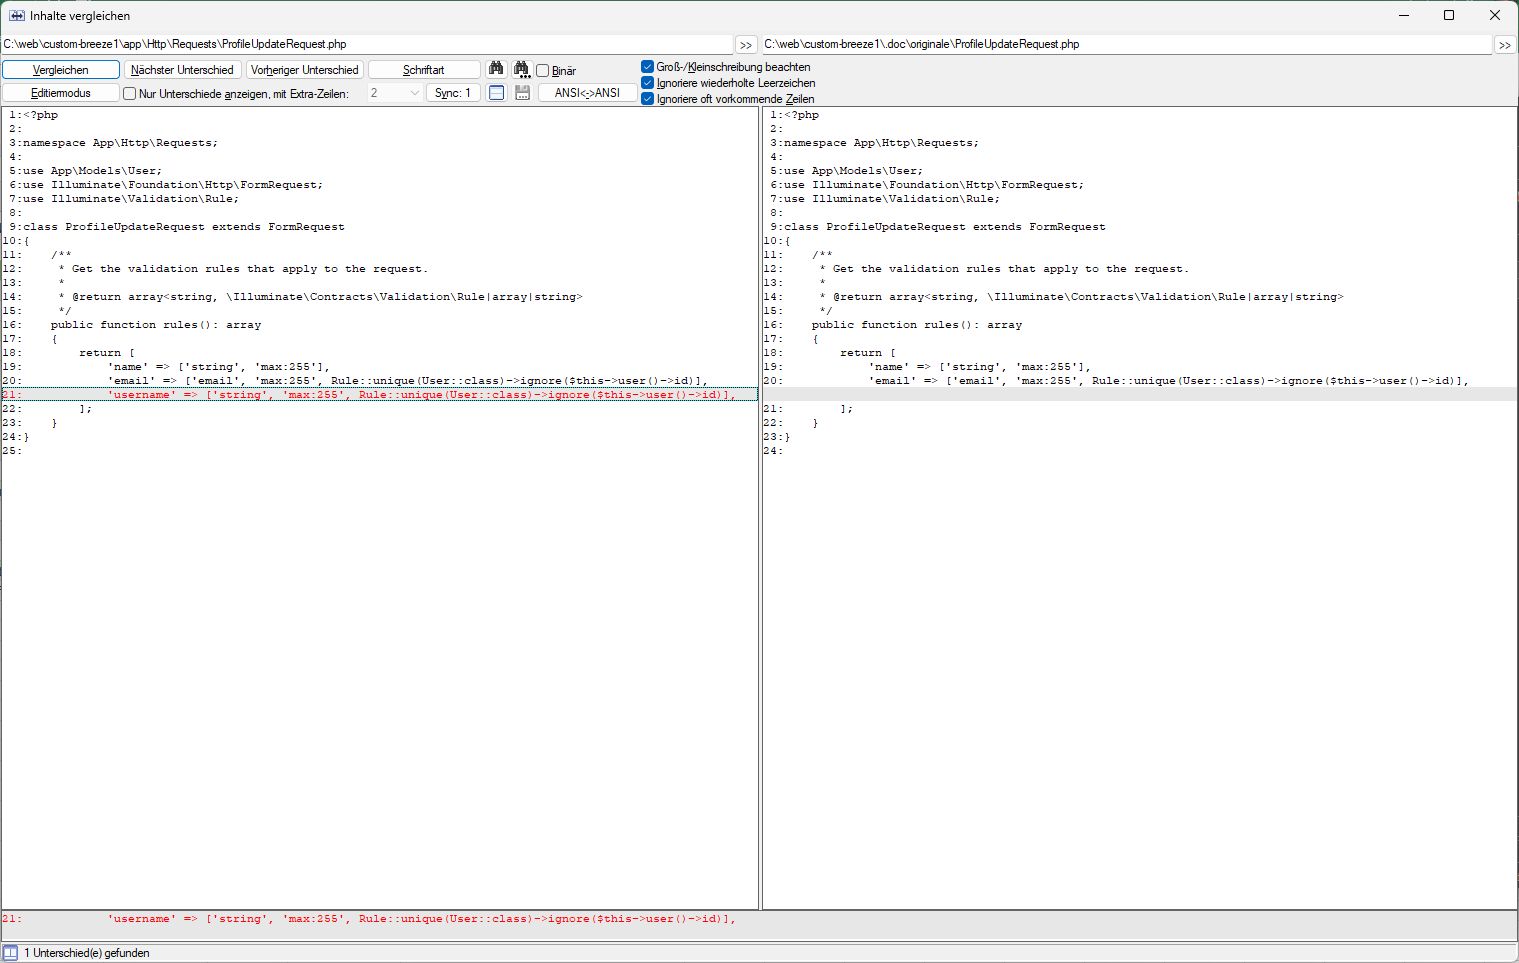 Inhalte vergleichen
C:\web\custom-breeze1\app\Http\Requests\ProfileUpdateRequest.php >> C:\web\custom-breeze1\.doc\originale\ProfileUpdateRequest.php >>
Vergleichen Nächster Unterschied Vorheriger Unterschied Schriftart Binär
Editiermodus Nur Unterschiede anzeigen, mit Extra-Zeilen: 2 Sync: 1 ANSI<->ANSI
Groß-/Kleinschreibung beachten
Ignoriere wiederholte Leerzeichen
Ignoriere oft vorkommende Zeilen
1:<?php
2:
3:namespace App\Http\Requests;
4:
5:use App\Models\User;
6:use Illuminate\Foundation\Http\FormRequest;
7:use Illuminate\Validation\Rule;
8:
9:class ProfileUpdateRequest extends FormRequest
10:{
11:    /**
12:     * Get the validation rules that apply to the request.
13:     *
14:     * @return array<string, \Illuminate\Contracts\Validation\Rule|array|string>
15:     */
16:    public function rules(): array
17:    {
18:        return [
19:            'name' => ['string', 'max:255'],
20:            'email' => ['email', 'max:255', Rule::unique(User::class)->ignore($this->user()->id)],
21:            'username' => ['string', 'max:255', Rule::unique(User::class)->ignore($this->user()->id)],
22:        ];
23:    }
24:}
25:
1:<?php
2:
3:namespace App\Http\Requests;
4:
5:use App\Models\User;
6:use Illuminate\Foundation\Http\FormRequest;
7:use Illuminate\Validation\Rule;
8:
9:class ProfileUpdateRequest extends FormRequest
10:{
11:    /**
12:     * Get the validation rules that apply to the request.
13:     *
14:     * @return array<string, \Illuminate\Contracts\Validation\Rule|array|string>
15:     */
16:    public function rules(): array
17:    {
18:        return [
19:            'name' => ['string', 'max:255'],
20:            'email' => ['email', 'max:255', Rule::unique(User::class)->ignore($this->user()->id)],
21:        ];
22:    }
23:}
24:
21:            'username' => ['string', 'max:255', Rule::unique(User::class)->ignore($this->user()->id)],
1 Unterschied(e) gefunden